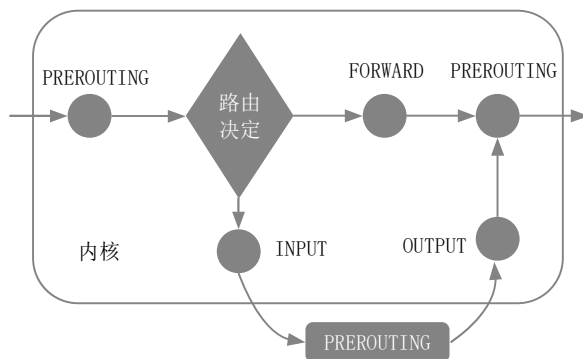 PREROUTING
路由
决定
FORWARD
PREROUTING
内核
INPUT
OUTPUT
PREROUTING